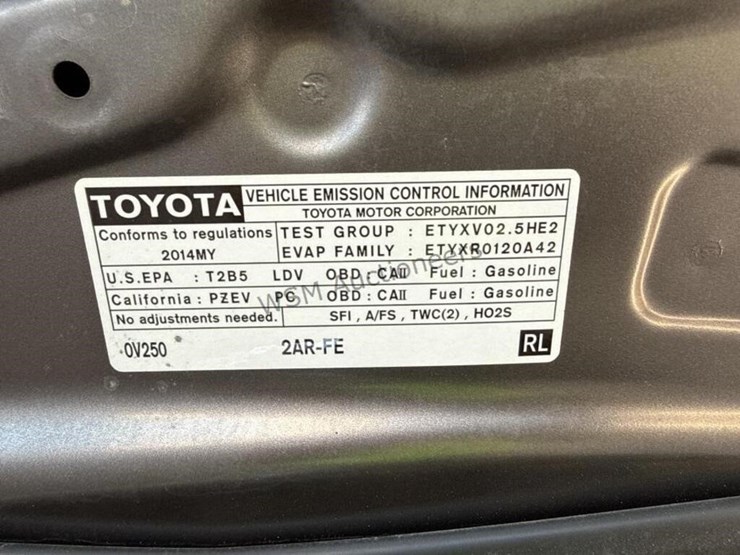 TOYOTA VEHICLE EMISSION CONTROL INFORMATION
TOYOTA MOTOR CORPORATION
Conforms to regulations TEST GROUP : ETYXV02.5HE2
2014MY EVAP FAMILY : ETYXR0120A42
U.S.EPA : T2B5 LDV OBD : CAII Fuel : Gasoline
California : PZEV PC OBD : CAII Fuel : Gasoline
No adjustments needed. SFI , A/FS , TWC(2) , HO2S
0V250 2AR-FE RL
WSM Auctioneers